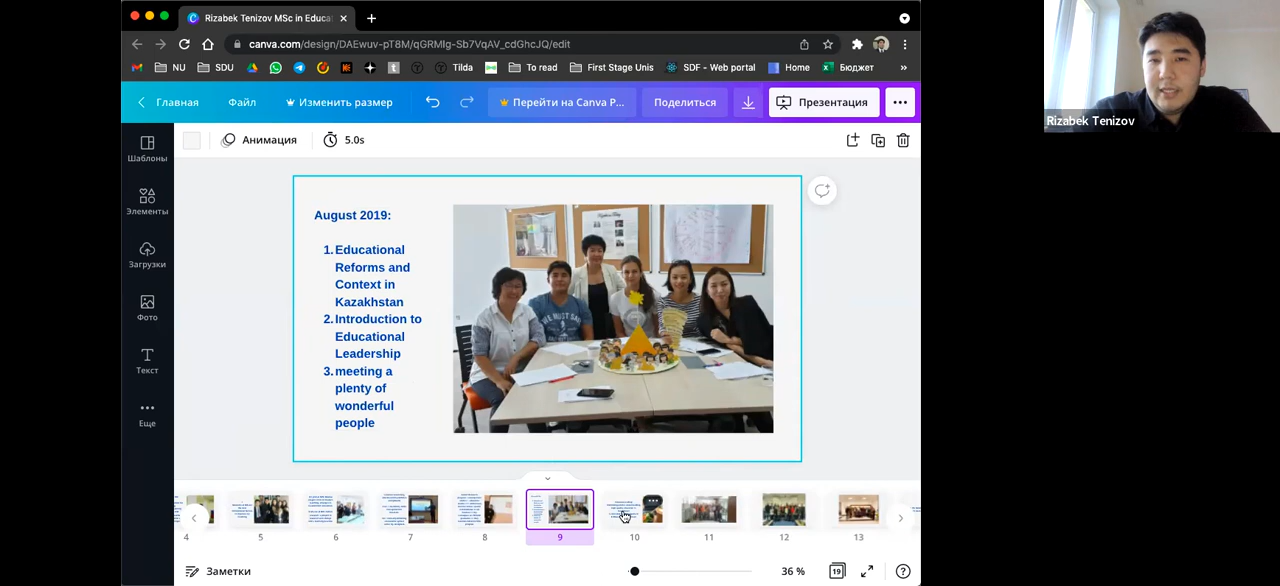 Rizabek Tenizov MSc in Educa
canva.com/design/DAEwuv-pT8M/qGRMlg-Sb7VqAV_cdGhcJQ/edit
NU
SDU
Tilda
To read
First Stage Unis
SDF - Web portal
Home
Бюджет
»
Главная
Файл
Изменить размер
Перейти на Canva P...
Поделиться
Презентация
Шаблоны
Элементы
Загрузки
Фото
Текст
Еще
Анимация
5.0s
August 2019:
1. Educational
Reforms and
Context in
Kazakhstan
2. Introduction to
Educational
Leadership
3. meeting a
plenty of
wonderful
people
4
5
6
7
8
9
10
11
12
13
Заметки
36 %
19
Rizabek Tenizov